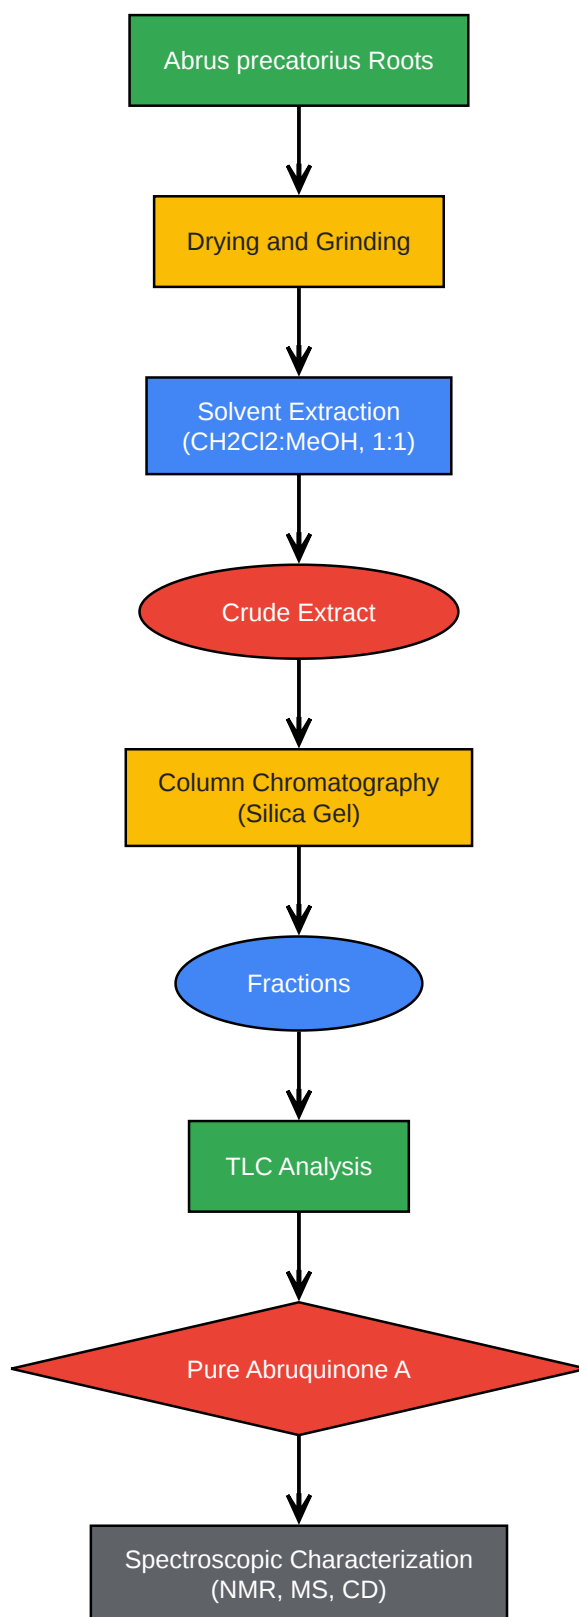 Abrus precatorius Roots
Drying and Grinding
Solvent Extraction
(CH2Cl2:MeOH, 1:1)
Crude Extract
Column Chromatography
(Silica Gel)
Fractions
TLC Analysis
Pure Abruquinone A
Spectroscopic Characterization
(NMR, MS, CD)